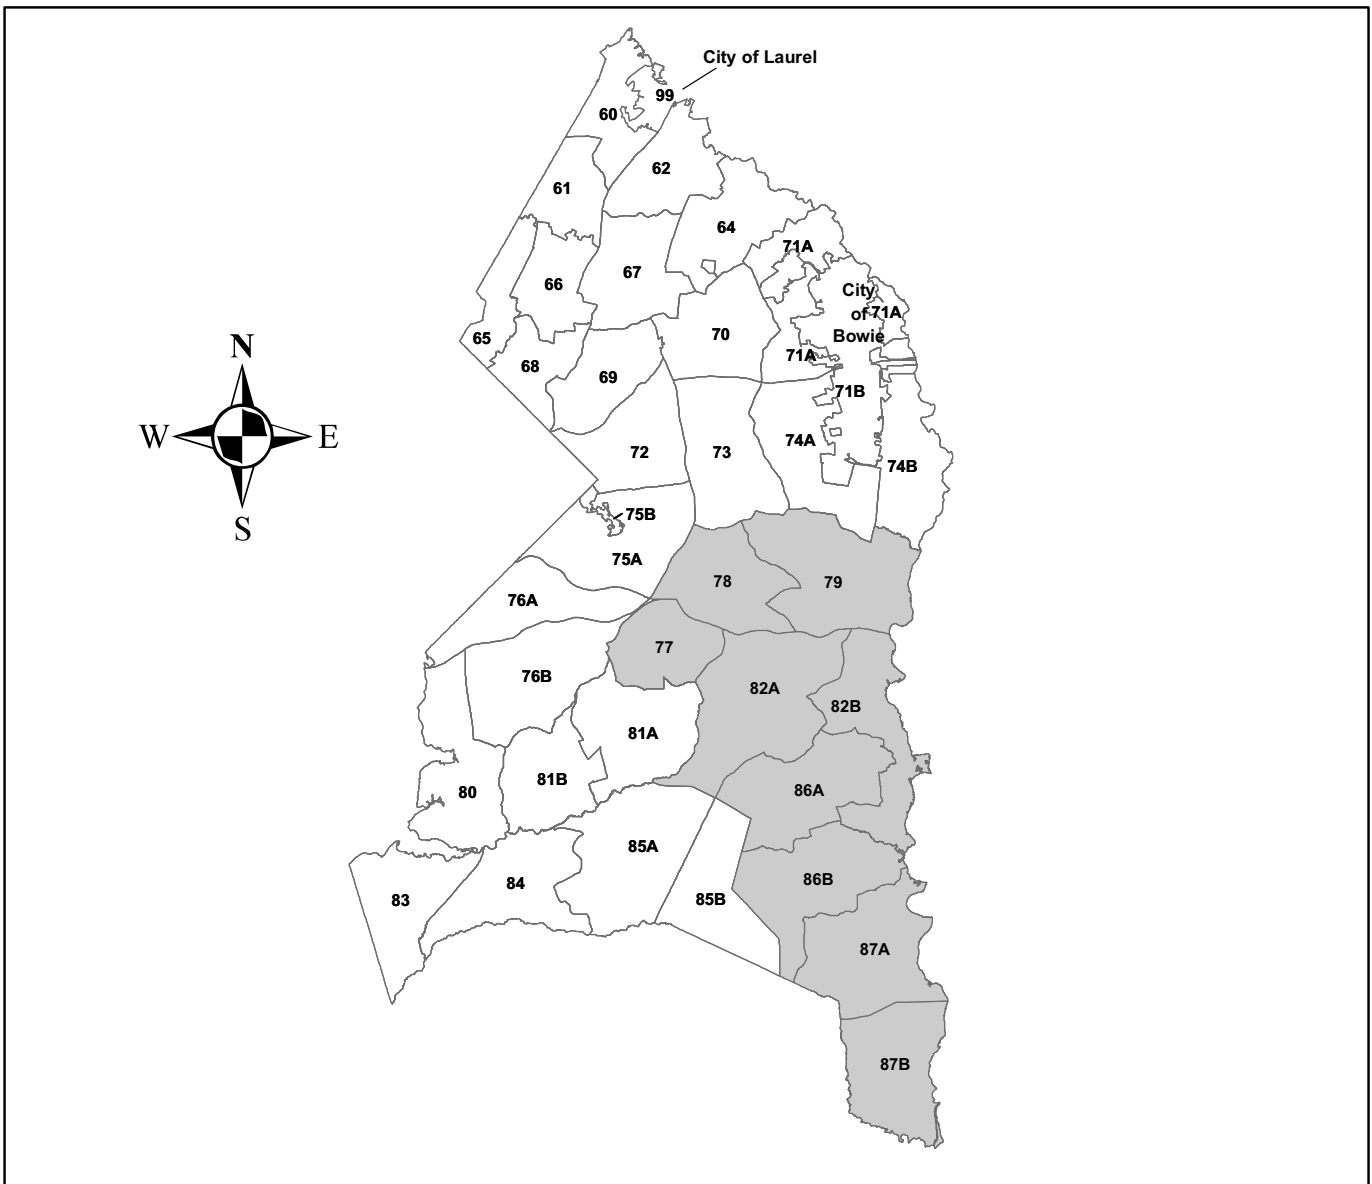 City of Laurel
99
60
62
61
64
71A
67
66
City
of
Bowie
71A
70
65
71A
68
69
71B
N
W
E
S
74A
72
73
74B
75B
75A
78
79
76A
77
76B
82A
82B
81A
81B
80
86A
85A
86B
84
85B
83
87A
87B